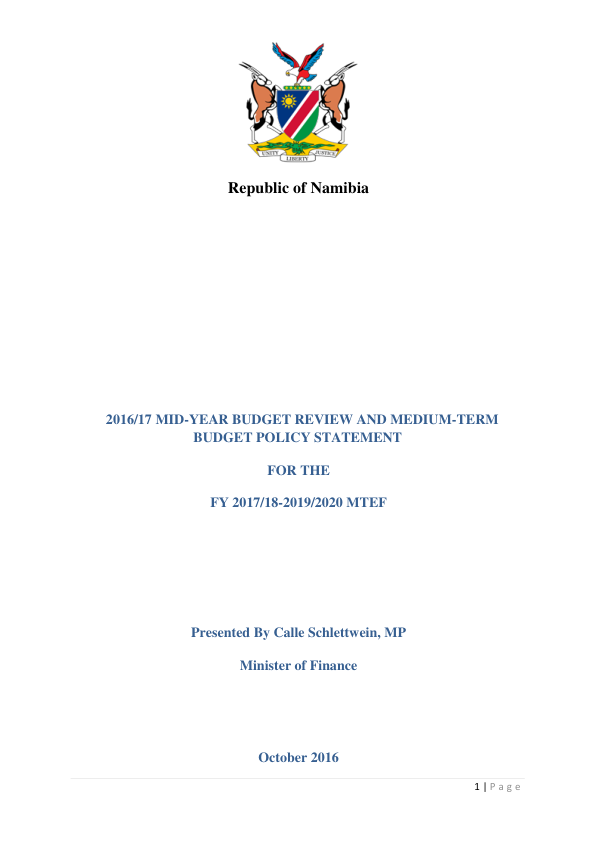 UNITY LIBERTY JUSTICE
Republic of Namibia
2016/17 MID-YEAR BUDGET REVIEW AND MEDIUM-TERM
BUDGET POLICY STATEMENT
FOR THE
FY 2017/18-2019/2020 MTEF
Presented By Calle Schlettwein, MP
Minister of Finance
October 2016
1 | Page